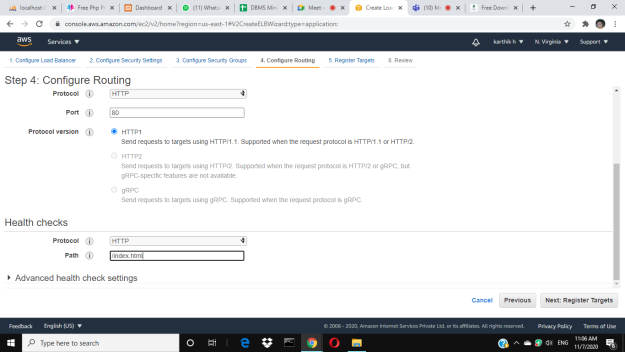 localhost /
Free Php F
Dashboard
(11) Whats
DBMS Min
Meet –
Create Loa
(10) M
Free Down
console.aws.amazon.com/ec2/v2/home?region=us-east-1#V2CreateELBWizard:type=application:
aws
Services
karthik h
N. Virginia
Support
1. Configure Load Balancer
2. Configure Security Settings
3. Configure Security Groups
4. Configure Routing
5. Register Targets
6. Review
Step 4: Configure Routing
Protocol
HTTP
Port
80
Protocol version
HTTP1
Send requests to targets using HTTP/1.1. Supported when the request protocol is HTTP/1.1 or HTTP/2.
HTTP2
Send requests to targets using HTTP/2. Supported when the request protocol is HTTP/2 or gRPC, but
gRPC-specific features are not available.
gRPC
Send requests to targets using gRPC. Supported when the request protocol is gRPC.
Health checks
Protocol
HTTP
Path
/index.html
Advanced health check settings
Cancel
Previous
Next: Register Targets
Feedback
English (US)
© 2008 - 2020, Amazon Internet Services Private Ltd. or its affiliates. All rights reserved.
Privacy Policy
Terms of Use
Type here to search
ENG
11:06 AM
11/7/2020